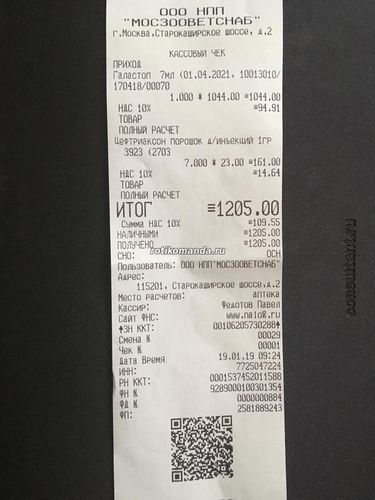 ООО НПП
"МОСЗООВЕТСНАБ"
г.Москва,Старокаширское шоссе, д.2
КАССОВЫЙ ЧЕК
ПРИХОД
Галастоп 7мл (01.04.2021, 10013010/
170418/00070
1.000 * 1044.00 =1044.00
НДС 10% =94.91
ТОВАР
ПОЛНЫЙ РАСЧЕТ
Цефтриаксон порошок д/инъекций 1гр
3923 (2703
7.000 * 23.00 =161.00
НДС 10% =14.64
ТОВАР
ПОЛНЫЙ РАСЧЕТ
ИТОГ =1205.00
Сумма НДС 10% =109.55
НАЛИЧНЫМИ =1205.00
ПОЛУЧЕНО =1205.00
rotikomanda.ru
СНО: ОСН
Пользователь: ООО НПП"МОСЗООВЕТСНАБ"
Адрес:
115201, Старокаширское шоссе,д.2
Место расчетов: аптека
Кассир: Федотов Павел
Сайт ФНС: www.nalog.ru
ЗН ККТ: 00106205730288
Смена № 00029
Чек № 00001
Дата Время 19.01.19 09:24
ИНН: 7725047224
РН ККТ: 0001537452011588
ФН № 9289000100301354
ФД № 0000000884
ФП: 2581889243
consultant.ru